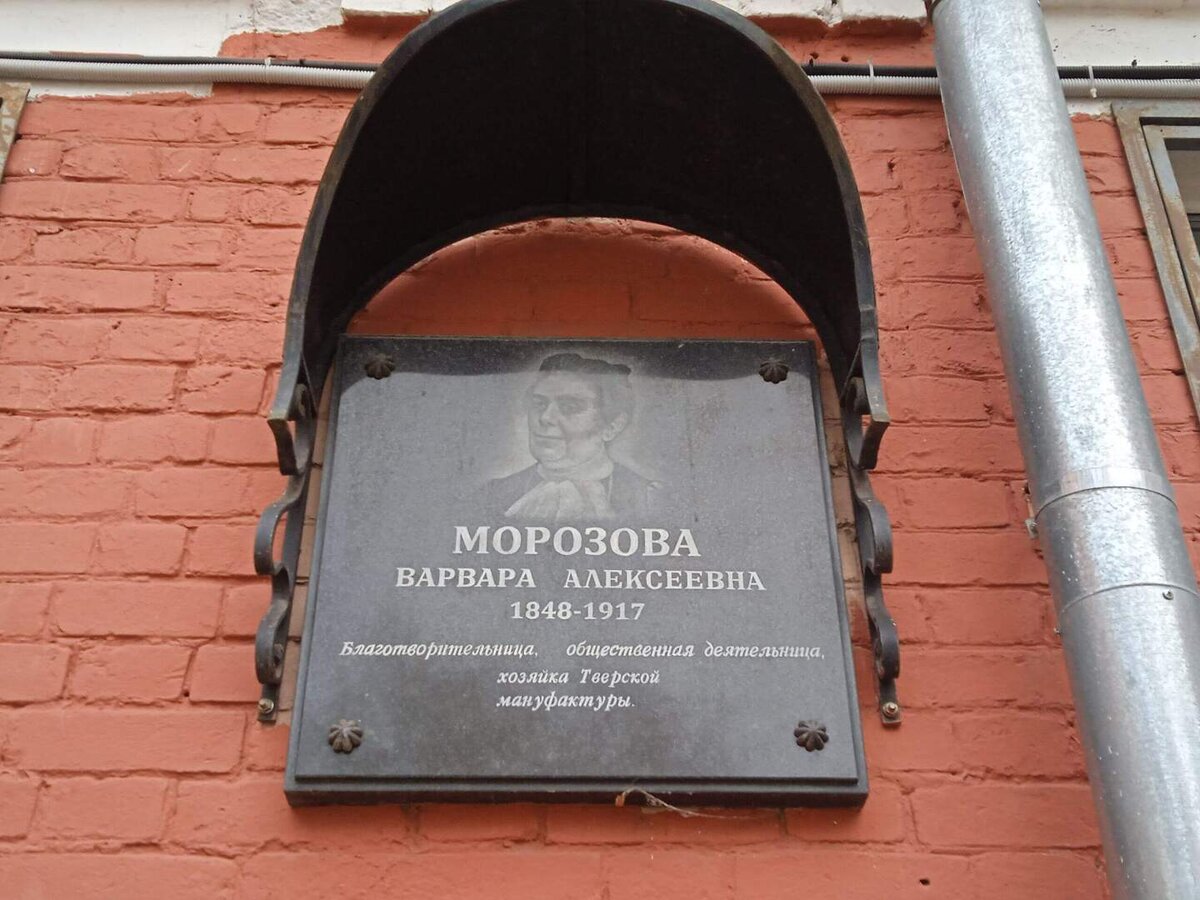 МОРОЗОВА
ВАРВАРА АЛЕКСЕЕВНА
1848-1917
Благотворительница, общественная деятельница,
хозяйка Тверской
мануфактуры.